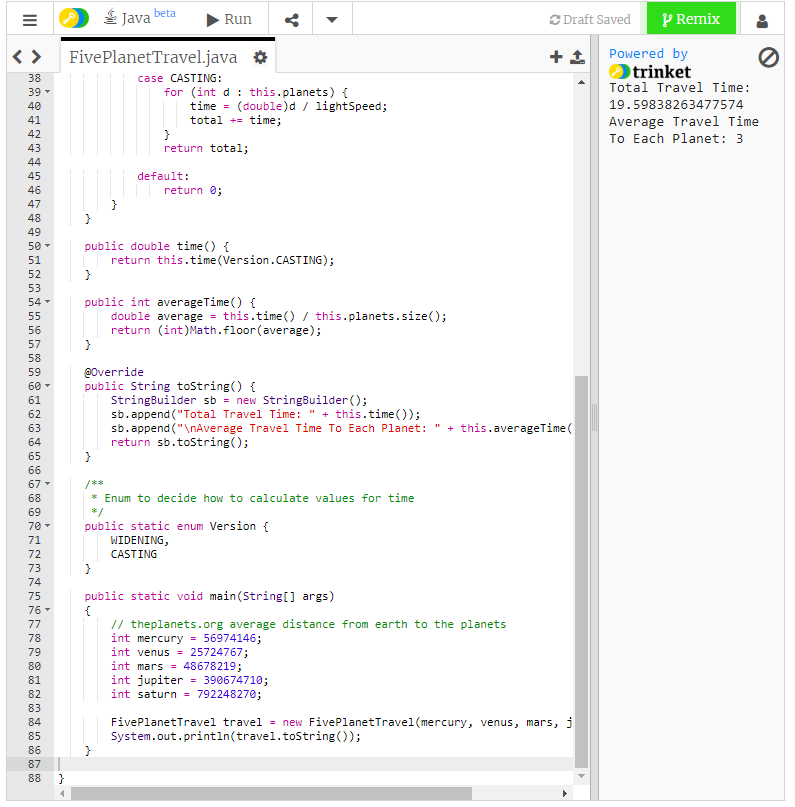 Java beta
Run
Draft Saved
Remix
FivePlanetTravel.java
38 case CASTING:
39 for (int d : this.planets) {
40 time = (double)d / lightSpeed;
41 total += time;
42 }
43 return total;
44
45 default:
46 return 0;
47 }
48 }
49
50 public double time() {
51 return this.time(Version.CASTING);
52 }
53
54 public int averageTime() {
55 double average = this.time() / this.planets.size();
56 return (int)Math.floor(average);
57 }
58
59 @Override
60 public String toString() {
61 StringBuilder sb = new StringBuilder();
62 sb.append("Total Travel Time: " + this.time());
63 sb.append("\nAverage Travel Time To Each Planet: " + this.averageTime(
64 return sb.toString();
65 }
66
67 /**
68 * Enum to decide how to calculate values for time
69 */
70 public static enum Version {
71 WIDENING,
72 CASTING
73 }
74
75 public static void main(String[] args)
76 {
77 // theplanets.org average distance from earth to the planets
78 int mercury = 56974146;
79 int venus = 25724767;
80 int mars = 48678219;
81 int jupiter = 390674710;
82 int saturn = 792248270;
83
84 FivePlanetTravel travel = new FivePlanetTravel(mercury, venus, mars, j
85 System.out.println(travel.toString());
86 }
87
88 }
Powered by
trinket
Total Travel Time:
19.59838263477574
Average Travel Time
To Each Planet: 3